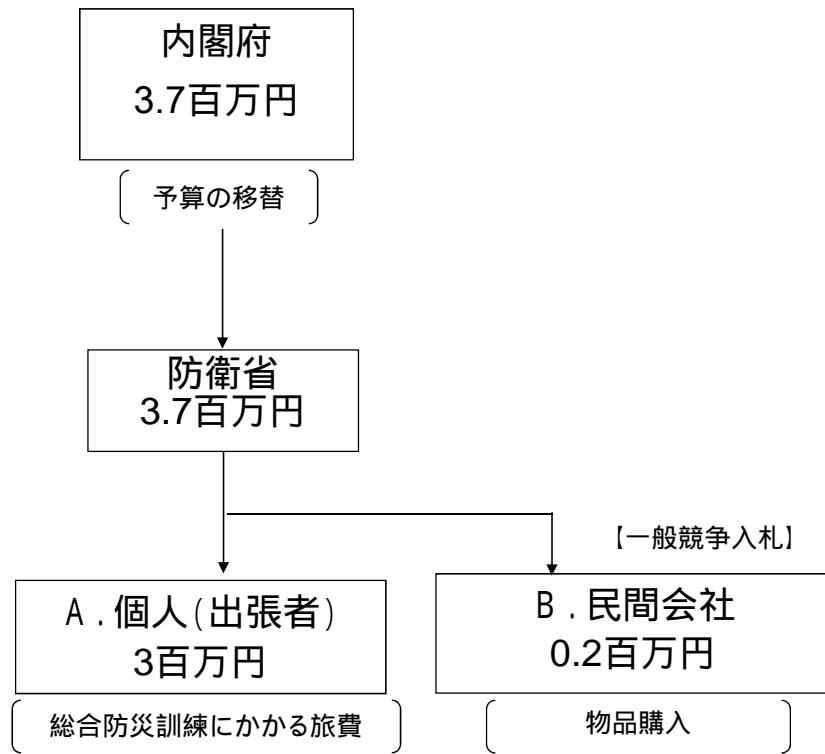 内閣府
3.7百万円
予算の移替
防衛省
3.7百万円
【一般競争入札】
A.個人(出張者)
3百万円
B.民間会社
0.2百万円
総合防災訓練にかかる旅費
物品購入